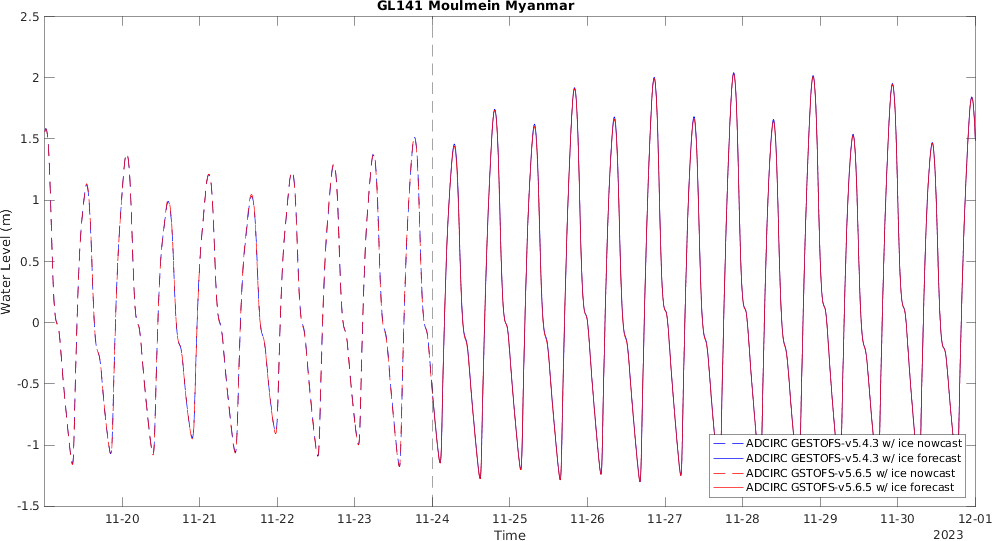 GL141 Moulmein Myanmar
2.5
2
1.5
1
0.5
0
-0.5
-1
-1.5
Water Level (m)
ADCIRC GESTOFS-v5.4.3 w/ ice nowcast
ADCIRC GESTOFS-v5.4.3 w/ ice forecast
ADCIRC GSTOFS-v5.6.5 w/ ice nowcast
ADCIRC GSTOFS-v5.6.5 w/ ice forecast
11-20 11-21 11-22 11-23 11-24 11-25 11-26 11-27 11-28 11-29 11-30 12-01
Time
2023